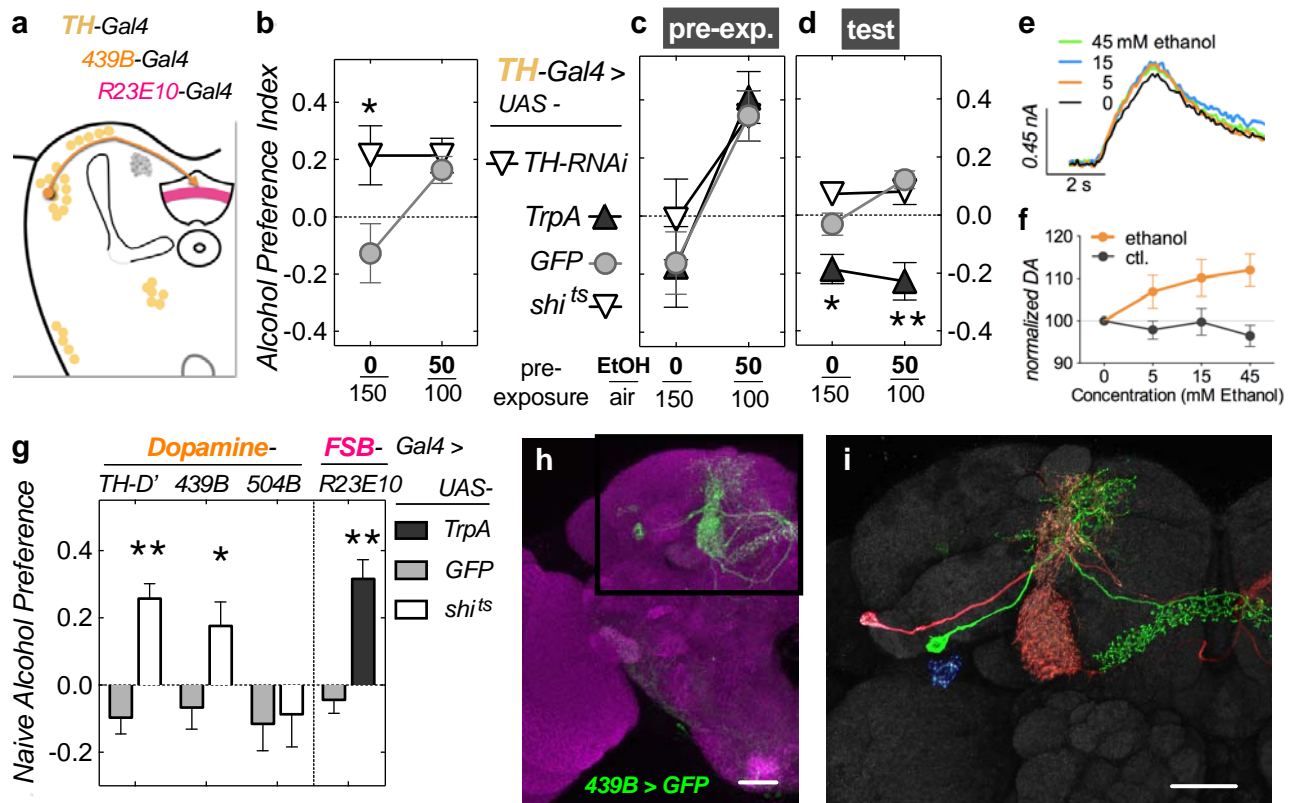 a
TH-Gal4
439B-Gal4
R23E10-Gal4
b
Alcohol Preference Index
0.4
0.2
0.0
-0.2
-0.4
*
0 50
150 100
TH-Gal4 >
UAS -
TH-RNAi
TrpA
GFP
shi ts
pre-
exposure
EtOH
air
c
pre-exp.
0 50
150 100
d
test
* **
0.4
0.2
0.0
-0.2
-0.4
0 50
150 100
e
45 mM ethanol
15
5
0
0.45 nA
2 s
f
normalized DA
120
110
100
90
ethanol
ctl.
0 5 15 45
Concentration (mM Ethanol)
g
Dopamine- FSB- Gal4 >
TH-D' 439B 504B R23E10
UAS-
TrpA
GFP
shi ts
Naive Alcohol Preference
0.4
0.2
0.0
-0.2
** * **
h
439B > GFP
i